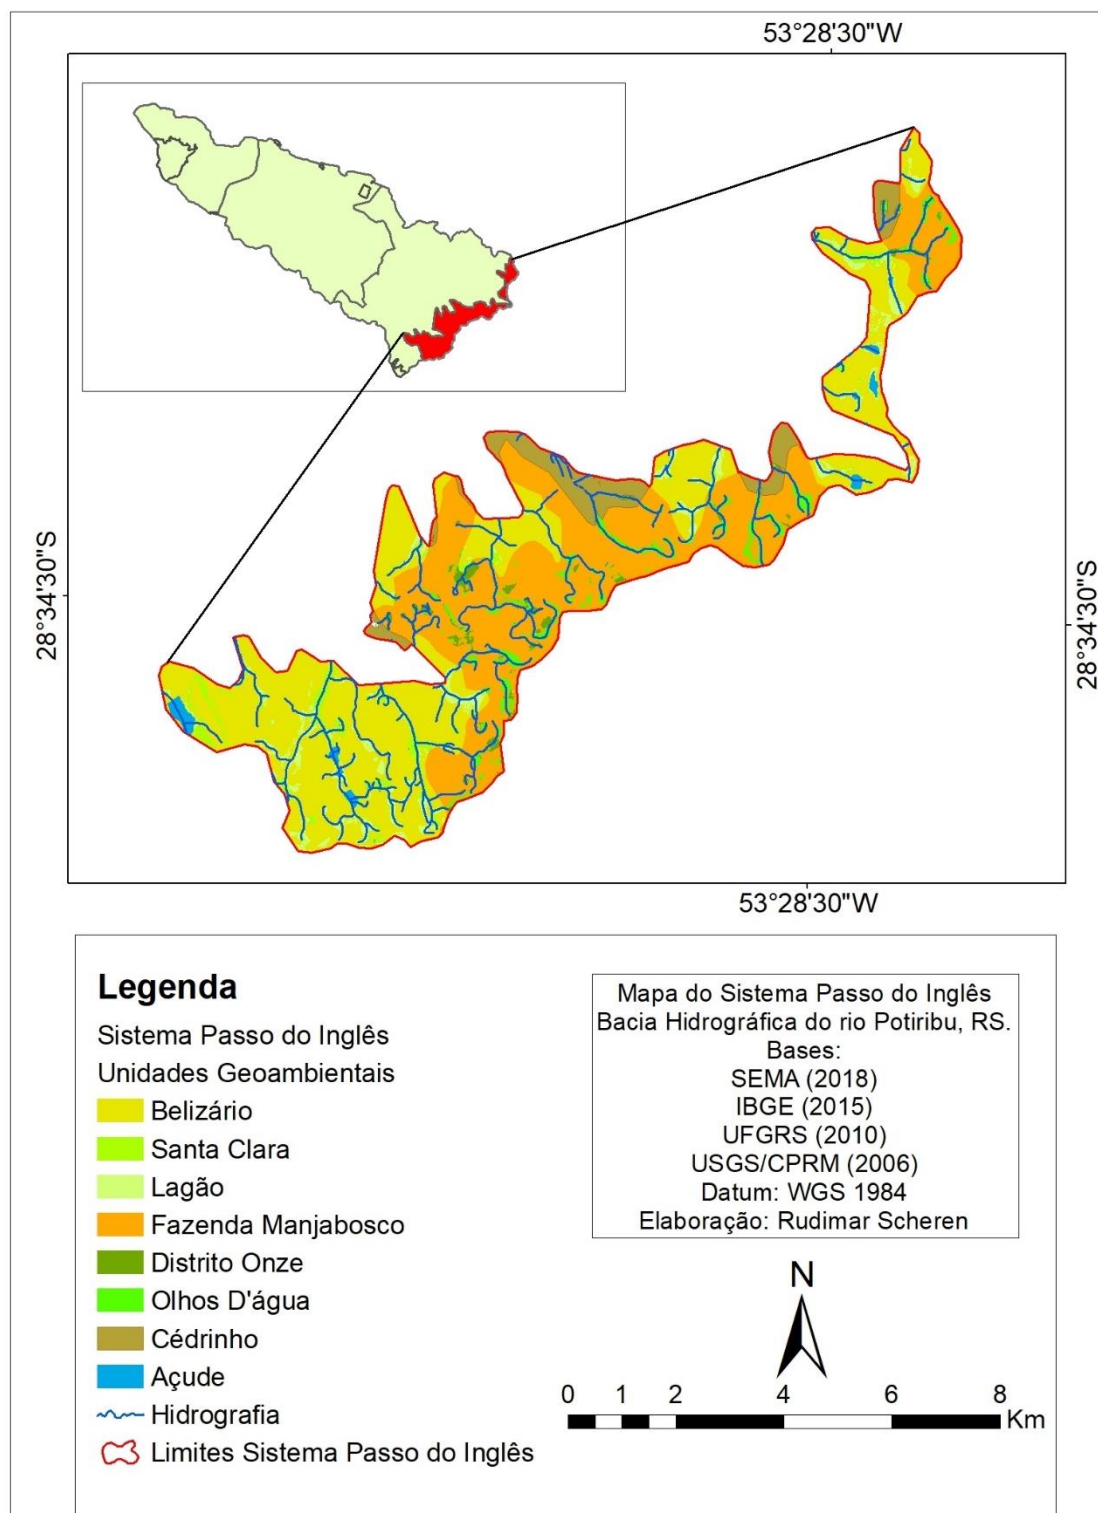 53°28'30"W
28°34'30"S
28°34'30"S
53°28'30"W
Legenda
Sistema Passo do Inglês
Unidades Geoambientais
Belizário
Santa Clara
Lagão
Fazenda Manjabosco
Distrito Onze
Olhos D'água
Cédrinho
Açude
Hidrografia
Limites Sistema Passo do Inglês
Mapa do Sistema Passo do Inglês
Bacia Hidrográfica do rio Potiribu, RS.
Bases:
SEMA (2018)
IBGE (2015)
UFGRS (2010)
USGS/CPRM (2006)
Datum: WGS 1984
Elaboração: Rudimar Scheren
N
0 1 2 4 6 8
Km